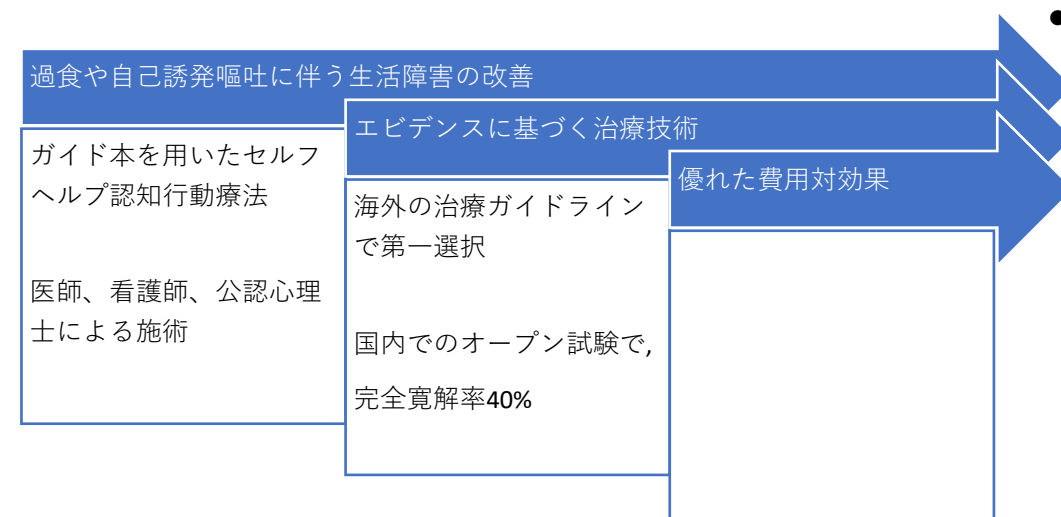 過食や自己誘発嘔吐に伴う生活障害の改善
ガイド本を用いたセルフ
ヘルプ認知行動療法
医師、看護師、公認心理
士による施術
エビデンスに基づく治療技術
海外の治療ガイドライン
で第一選択
国内でのオープン試験で,
完全寛解率40%
優れた費用対効果